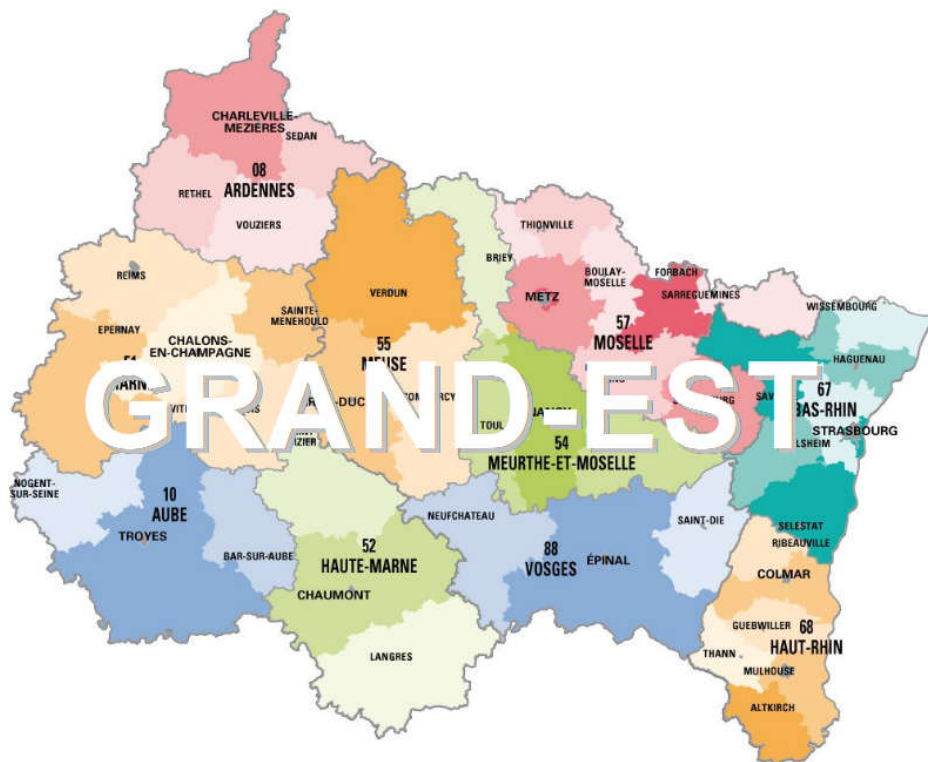 CHARLEVILLE-
MEZIÈRES
SEDAN
08
ARDENNES
RETHEL
VOUZIERS
REIMS
EPERNAY
CHALONS-
EN-CHAMPAGNE
SAINTE-
MENEHOULD
VERDUN
55
MEUSE
BRIEY
THIONVILLE
METZ
BOULAY-
MOSELLE
FORBACH
SARREGUEMINES
57
MOSELLE
WISSEMBOURG
HAGUENAU
67
BAS-RHIN
STRASBOURG
GRAND-EST
TOUL
54
MEURTHE-ET-MOSELLE
NOGENT-
SUR-SEINE
10
AUBE
TROYES
BAR-SUR-AUBE
52
HAUTE-MARNE
CHAUMONT
LANGRES
NEUFCHATEAU
88
VOSGES
ÉPINAL
SAINT-DIE
SELESTAT
RIBEAUVILLE
COLMAR
GUEBWILLER
68
HAUT-RHIN
THANN
MULHOUSE
ALTKIRCH